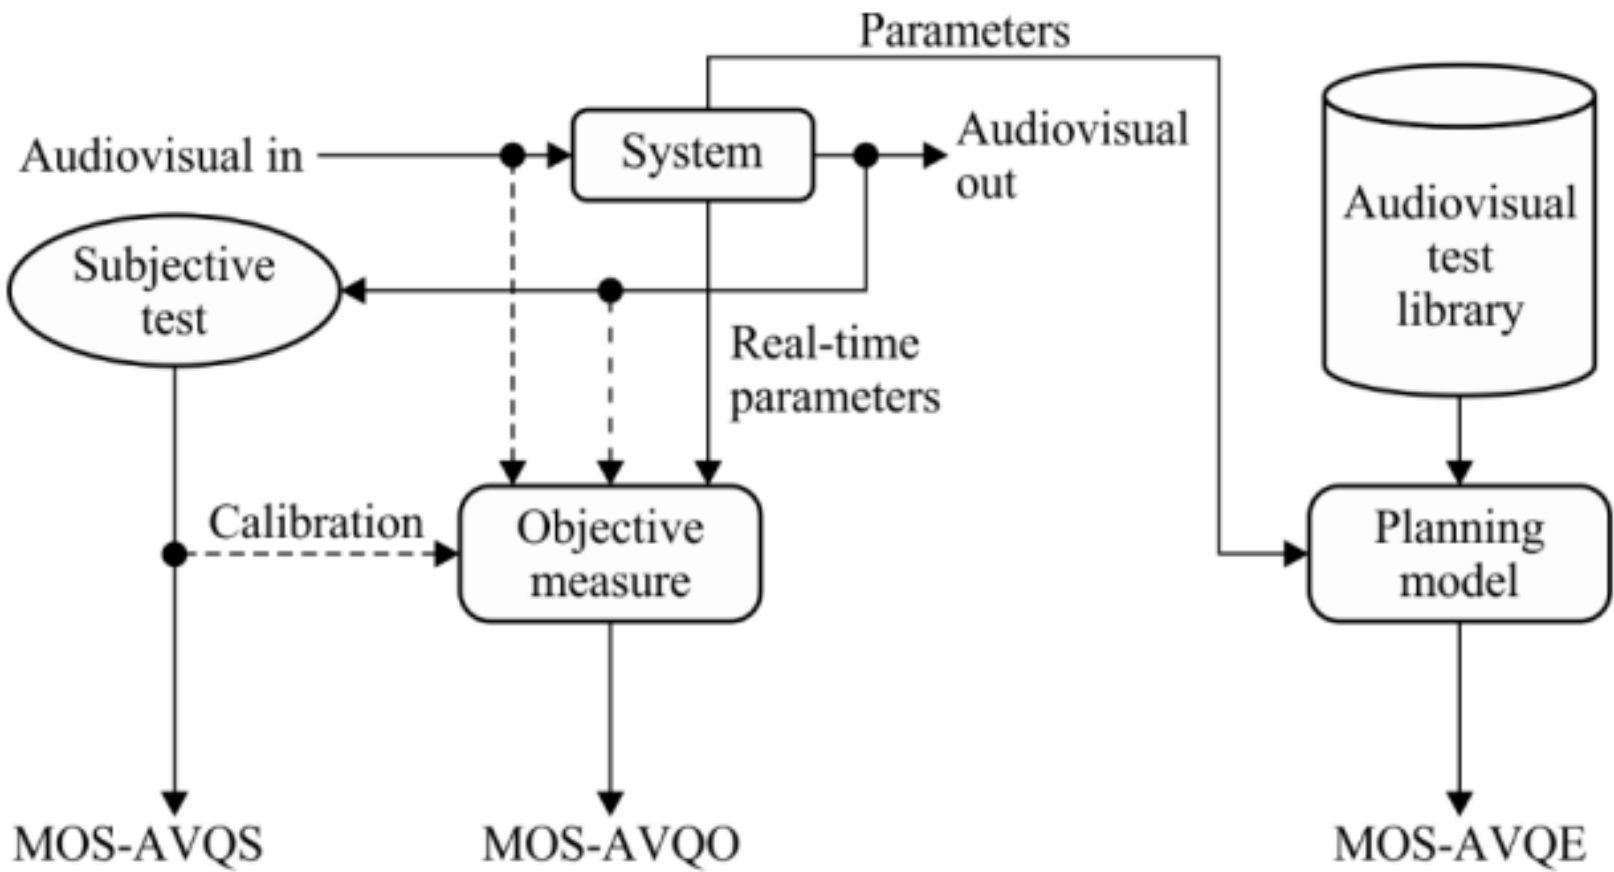 Parameters
Audiovisual in
System
Audiovisual
out
Subjective
test
Audiovisual
test
library
Real-time
parameters
Calibration
Objective
measure
Planning
model
MOS-AVQS
MOS-AVQO
MOS-AVQE